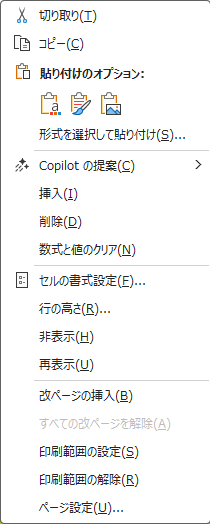 切り取り(T)
コピー(C)
貼り付けのオプション:
形式を選択して貼り付け(S)...
Copilot の提案(C)
挿入(I)
削除(D)
数式と値のクリア(N)
セルの書式設定(F)...
行の高さ(R)...
非表示(H)
再表示(U)
改ページの挿入(B)
すべての改ページを解除(A)
印刷範囲の設定(S)
印刷範囲の解除(R)
ページ設定(U)...